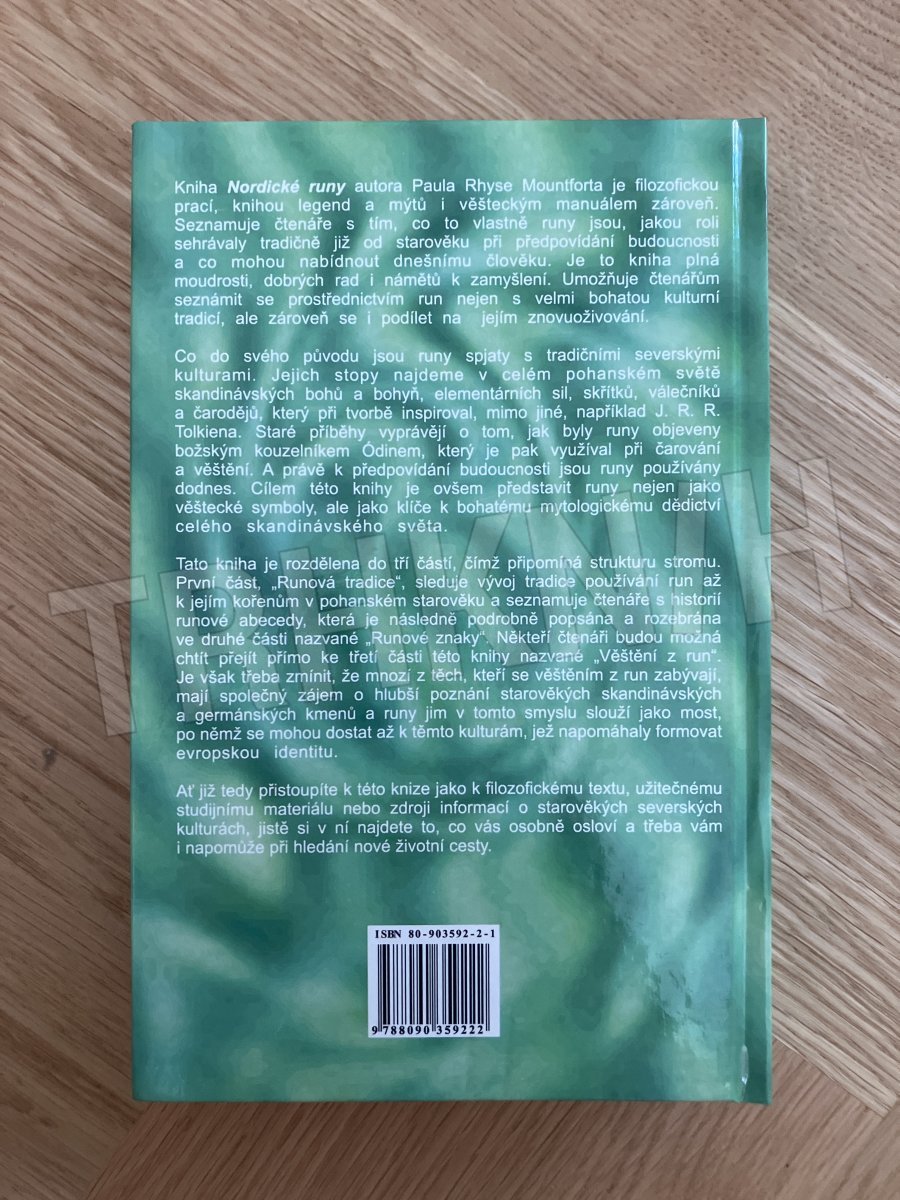 Kniha Nordické runy autora Paula Rhyse Mountforta je filozofickou
prací, knihou legend a mýtů i věšteckým manuálem zároveň.
Seznamuje čtenáře s tím, co to vlastně runy jsou, jakou roli
sehrávaly tradičně již od starověku při předpovídání budoucnosti
a co mohou nabídnout dnešnímu člověku. Je to kniha plná
moudrosti, dobrých rad i námětů k zamyšlení. Umožňuje čtenářům
seznámit se prostřednictvím run nejen s velmi bohatou kulturní
tradicí, ale zároveň se i podílet na jejím znovuoživování.
Co do svého původu jsou runy spjaty s tradičními severskými
kulturami. Jejich stopy najdeme v celém pohanském světě
skandinávských bohů a bohyň, elementárních sil, skřítků, válečníků
a čarodějů, který při tvorbě inspiroval, mimo jiné, například J. R. R.
Tolkiena. Staré příběhy vyprávějí o tom, jak byly runy objeveny
božským kouzelníkem Ódinem, který je pak využíval při čarování
a věštění. A právě k předpovídání budoucnosti jsou runy používány
dodnes. Cílem této knihy je ovšem představit runy nejen jako
věštecké symboly, ale jako klíče k bohatému mytologickému dědictví
celého skandinávského světa.
Tato kniha je rozdělena do tří částí, čímž připomíná strukturu stromu.
První část, „Runová tradice“, sleduje vývoj tradice používání run až
k jejím kořenům v pohanském starověku a seznamuje čtenáře s historií
runové abecedy, která je následně podrobně popsána a rozebrána
ve druhé části nazvané „Runové znaky“. Někteří čtenáři budou možná
chtít přejít přímo ke třetí části této knihy nazvané „Věštění z run“.
Je však třeba zmínit, že mnozí z těch, kteří se věštěním z run zabývají,
mají společný zájem o hlubší poznání starověkých skandinávských
a germánských kmenů a runy jim v tomto smyslu slouží jako most,
po němž se mohou dostat až k těmto kulturám, jež napomáhaly formovat
evropskou identitu.
Ať již tedy přistoupíte k této knize jako k filozofickému textu, užitečnému
studijnímu materiálu nebo zdroji informací o starověkých severských
kulturách, jistě si v ní najdete to, co vás osobně osloví a třeba vám
i napomůže při hledání nové životní cesty.
ISBN 80-903592-2-1
9 788090 359222
TRHKNIH